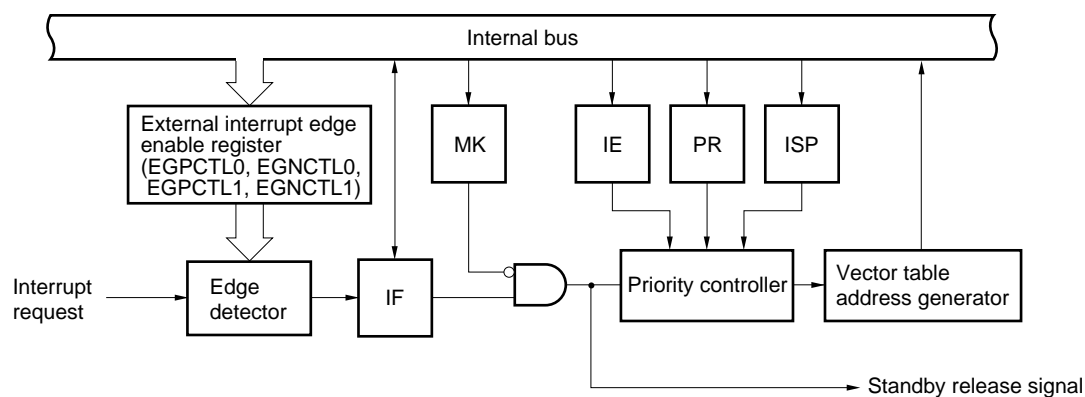 Internal bus
External interrupt edge
enable register
(EGPCTL0, EGNCTL0,
EGPCTL1, EGNCTL1)
MK
IE
PR
ISP
Interrupt
request
Edge
detector
IF
Priority controller
Vector table
address generator
Standby release signal